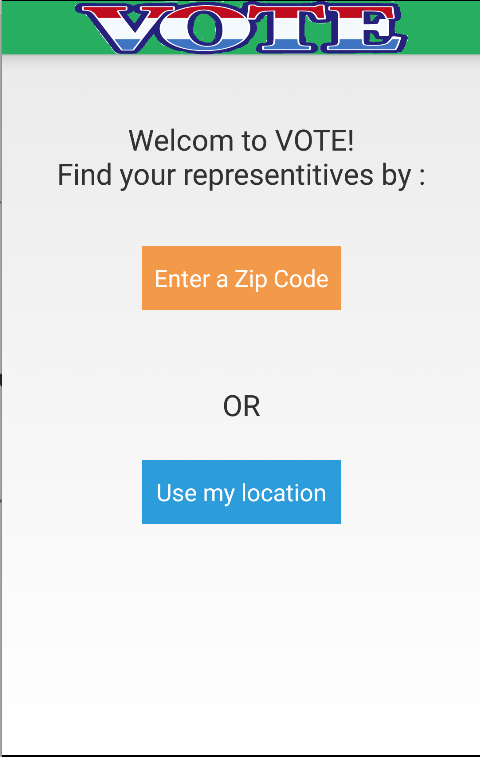 VOTE
Welcom to VOTE!
Find your representitives by :
Enter a Zip Code
OR
Use my location